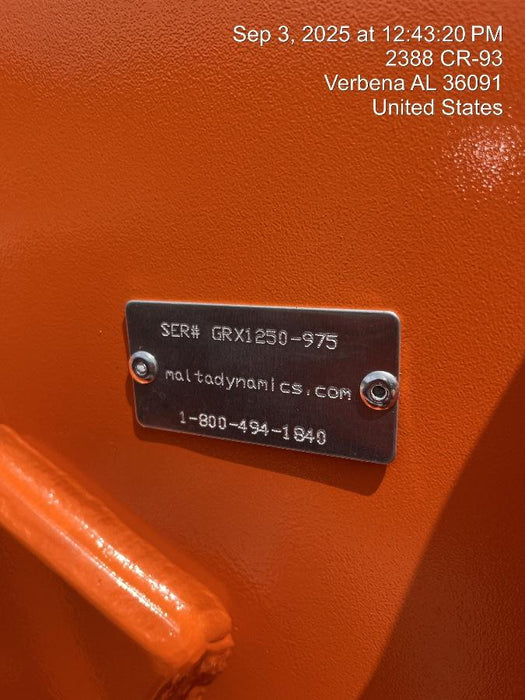 Sep 3, 2025 at 12:43:20 PM
2388 CR-93
Verbena AL 36091
United States
SER# GRX1250-975
maltadynamics.com
1-800-494-1840